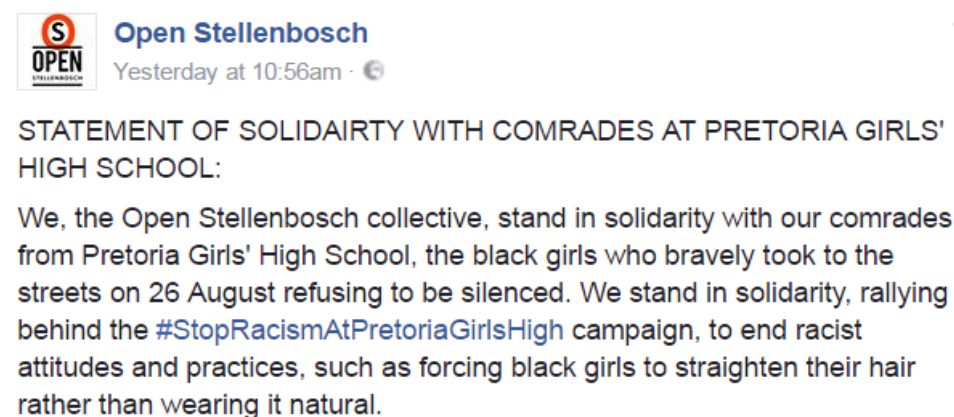 S
OPEN
STELLENBOSCH
Open Stellenbosch
Yesterday at 10:56am ·
STATEMENT OF SOLIDAIRTY WITH COMRADES AT PRETORIA GIRLS'
HIGH SCHOOL:
We, the Open Stellenbosch collective, stand in solidarity with our comrades
from Pretoria Girls' High School, the black girls who bravely took to the
streets on 26 August refusing to be silenced. We stand in solidarity, rallying
behind the #StopRacismAtPretoriaGirlsHigh campaign, to end racist
attitudes and practices, such as forcing black girls to straighten their hair
rather than wearing it natural.